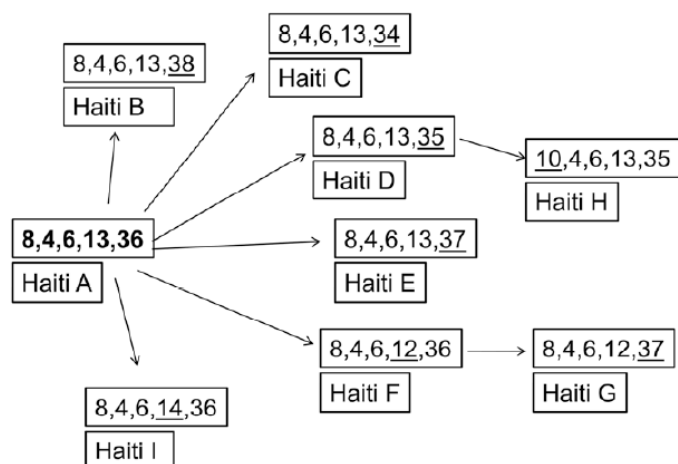 8,4,6,13,38
Haiti B
8,4,6,13,34
Haiti C
8,4,6,13,35
Haiti D
10,4,6,13,35
Haiti H
8,4,6,13,36
Haiti A
8,4,6,13,37
Haiti E
8,4,6,12,36
Haiti F
8,4,6,12,37
Haiti G
8,4,6,14,36
Haiti I